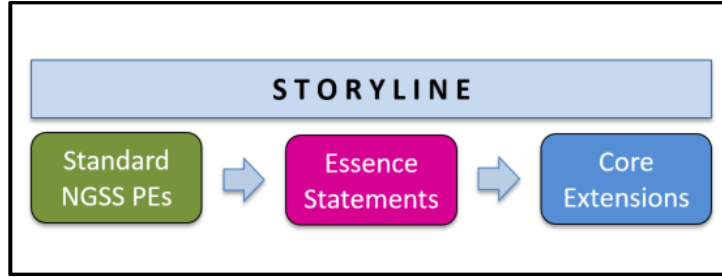 STORYLINE
Standard
NGSS PEs
Essence
Statements
Core
Extensions